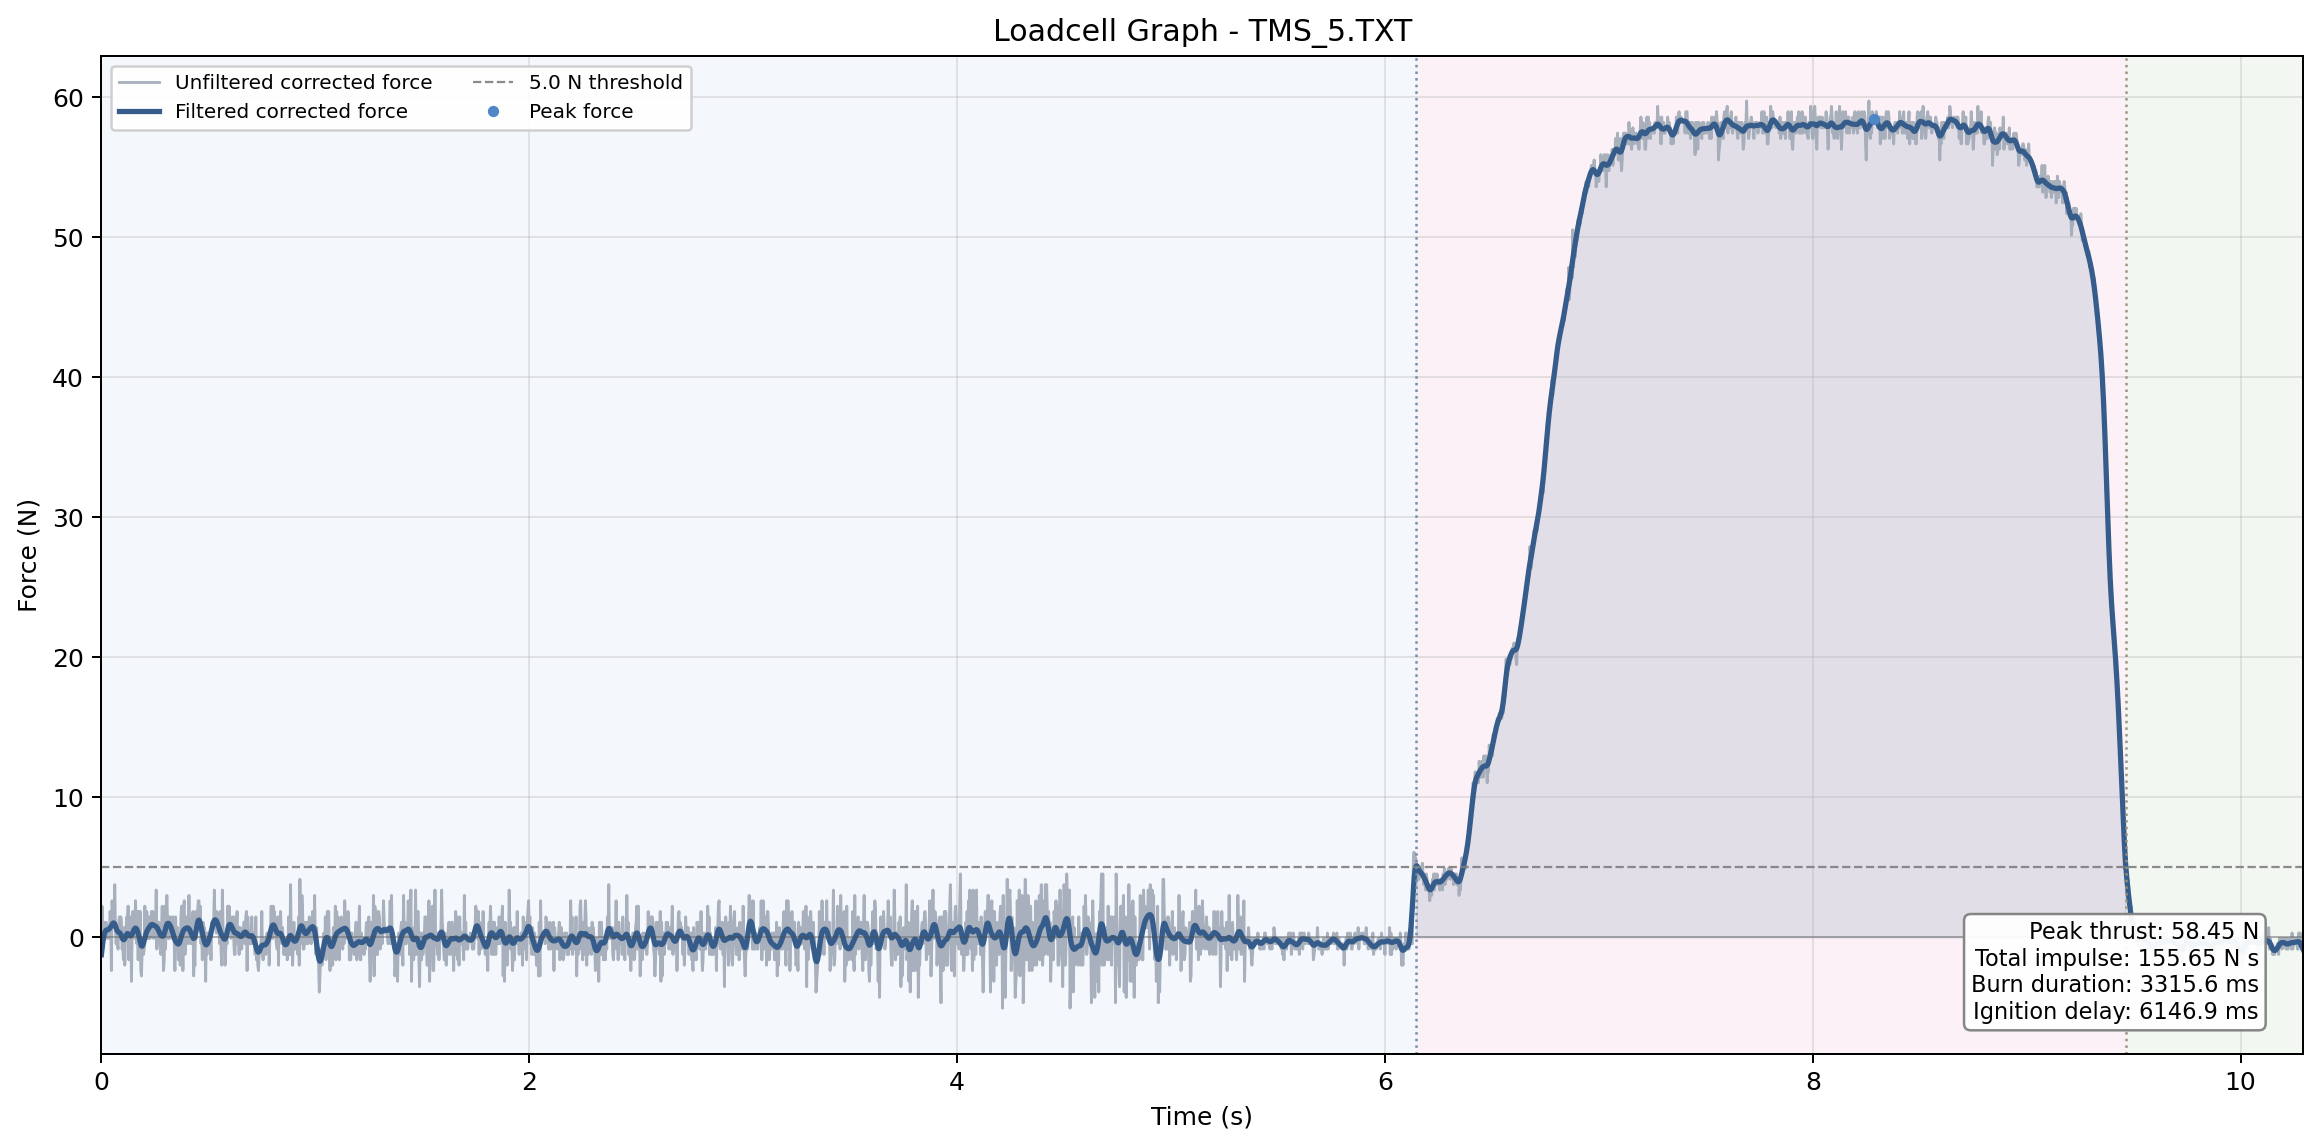 Loadcell Graph - TMS_5.TXT
Unfiltered corrected force
Filtered corrected force
5.0 N threshold
Peak force
Force (N)
60
50
40
30
20
10
0
Peak thrust: 58.45 N
Total impulse: 155.65 N s
Burn duration: 3315.6 ms
Ignition delay: 6146.9 ms
0 2 4 6 8 10
Time (s)